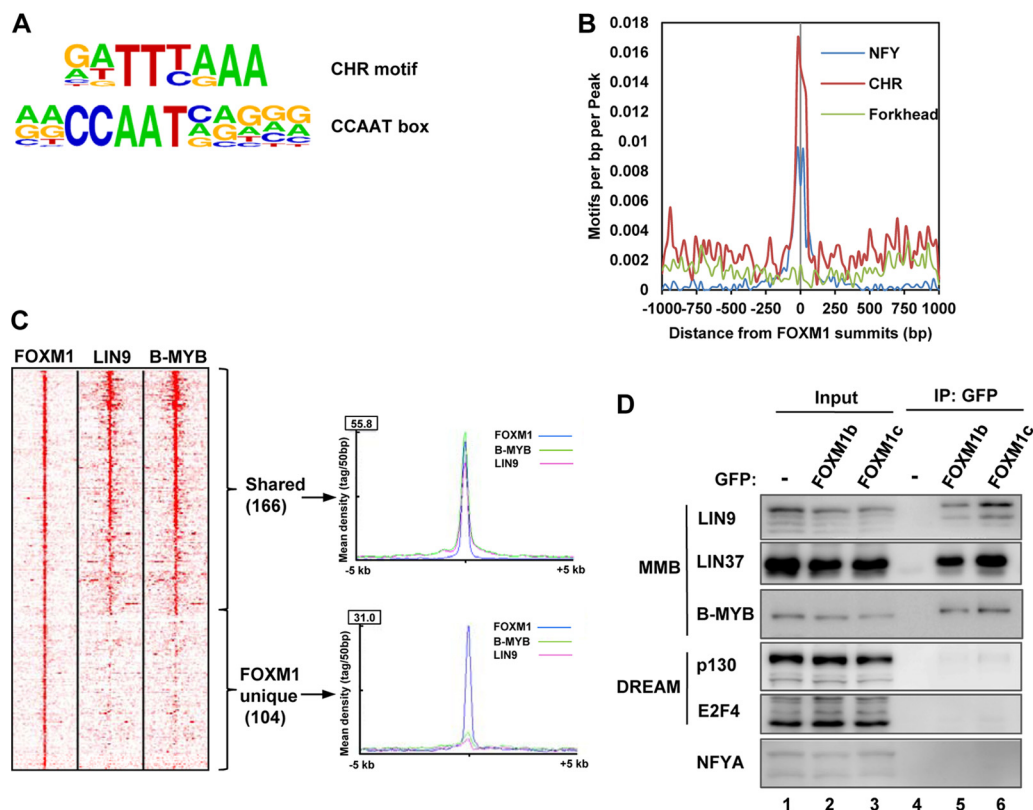 A
CHR motif
CCAAT box
B
0.018
0.016
0.014
0.012
0.010
0.008
0.006
0.004
0.002
0
Motifs per bp per Peak
NFY
CHR
Forkhead
-1000 -750 -500 -250 0 250 500 750 1000
Distance from FOXM1 summits (bp)
C
FOXM1 LIN9 B-MYB
Shared
(166)
55.8
Mean density (tag/50bp)
FOXM1
B-MYB
LIN9
-5 kb +5 kb
FOXM1
unique
(104)
31.0
Mean density (tag/50bp)
FOXM1
B-MYB
LIN9
-5 kb +5 kb
D
Input IP: GFP
GFP: - FOXM1b FOXM1c - FOXM1b FOXM1c
MMB
LIN9
LIN37
B-MYB
DREAM
p130
E2F4
NFYA
1 2 3 4 5 6